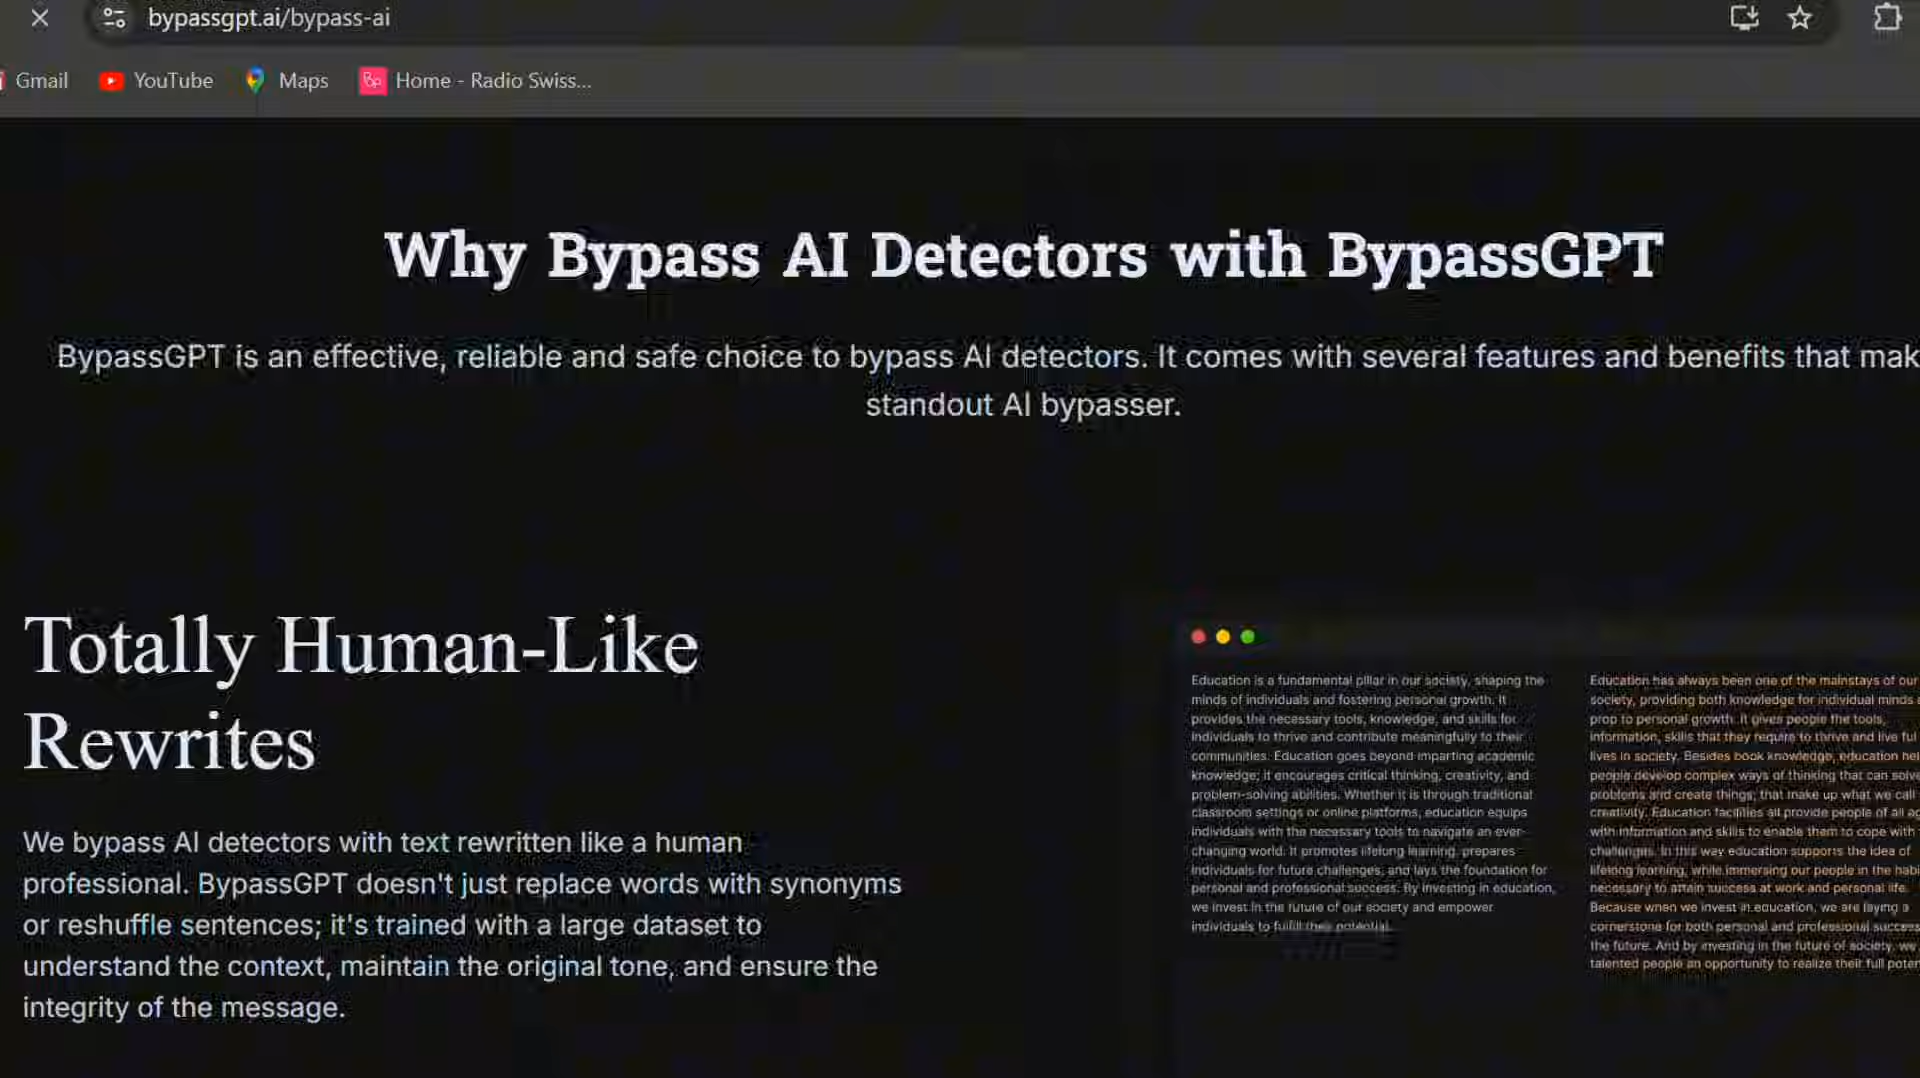 bypassgpt.ai/bypass-ai
Gmail YouTube Maps Home - Radio Swiss...
Why Bypass AI Detectors with BypassGPT
BypassGPT is an effective, reliable and safe choice to bypass AI detectors. It comes with several features and benefits that mak
standout AI bypasser.
Totally Human-Like
Rewrites
We bypass AI detectors with text rewritten like a human
professional. BypassGPT doesn't just replace words with synonyms
or reshuffle sentences; it's trained with a large dataset to
understand the context, maintain the original tone, and ensure the
integrity of the message.
Education is a fundamental pillar in our society, shaping the
minds of individuals and fostering personal growth. It
provides the necessary tools, knowledge, and skills for
individuals to thrive and contribute meaningfully to their
communities. Education goes beyond imparting academic
knowledge; it encourages critical thinking, creativity, and
problem-solving abilities. Whether it is through traditional
classroom settings or online platforms, education equips
individuals with the necessary tools to navigate an ever-
changing world. It promotes lifelong learning, prepares
individuals for future challenges, and lays the foundation for
personal and professional success. By investing in education,
we invest in the future of our society and empower
individuals to fulfill their potential.
Education has always been one of the mainstays of our
society, providing both knowledge for individual minds
prop to personal growth. It gives people the tools,
information, skills that they require to thrive and live ful
lives in society. Besides book knowledge, education hel
people develop complex ways of thinking that can solve
problems and create things; that make up what we call
creativity. Education facilities all provide people of all ag
with information and skills to enable them to cope with
challenges. In this way education supports the idea of
lifelong learning, while immersing our people in the habi
necessary to attain success at work and personal life.
Because when we invest in education, we are laying a
cornerstone for both personal and professional success
the future. And by investing in the future of society, we
talented people an opportunity to realize their full poten